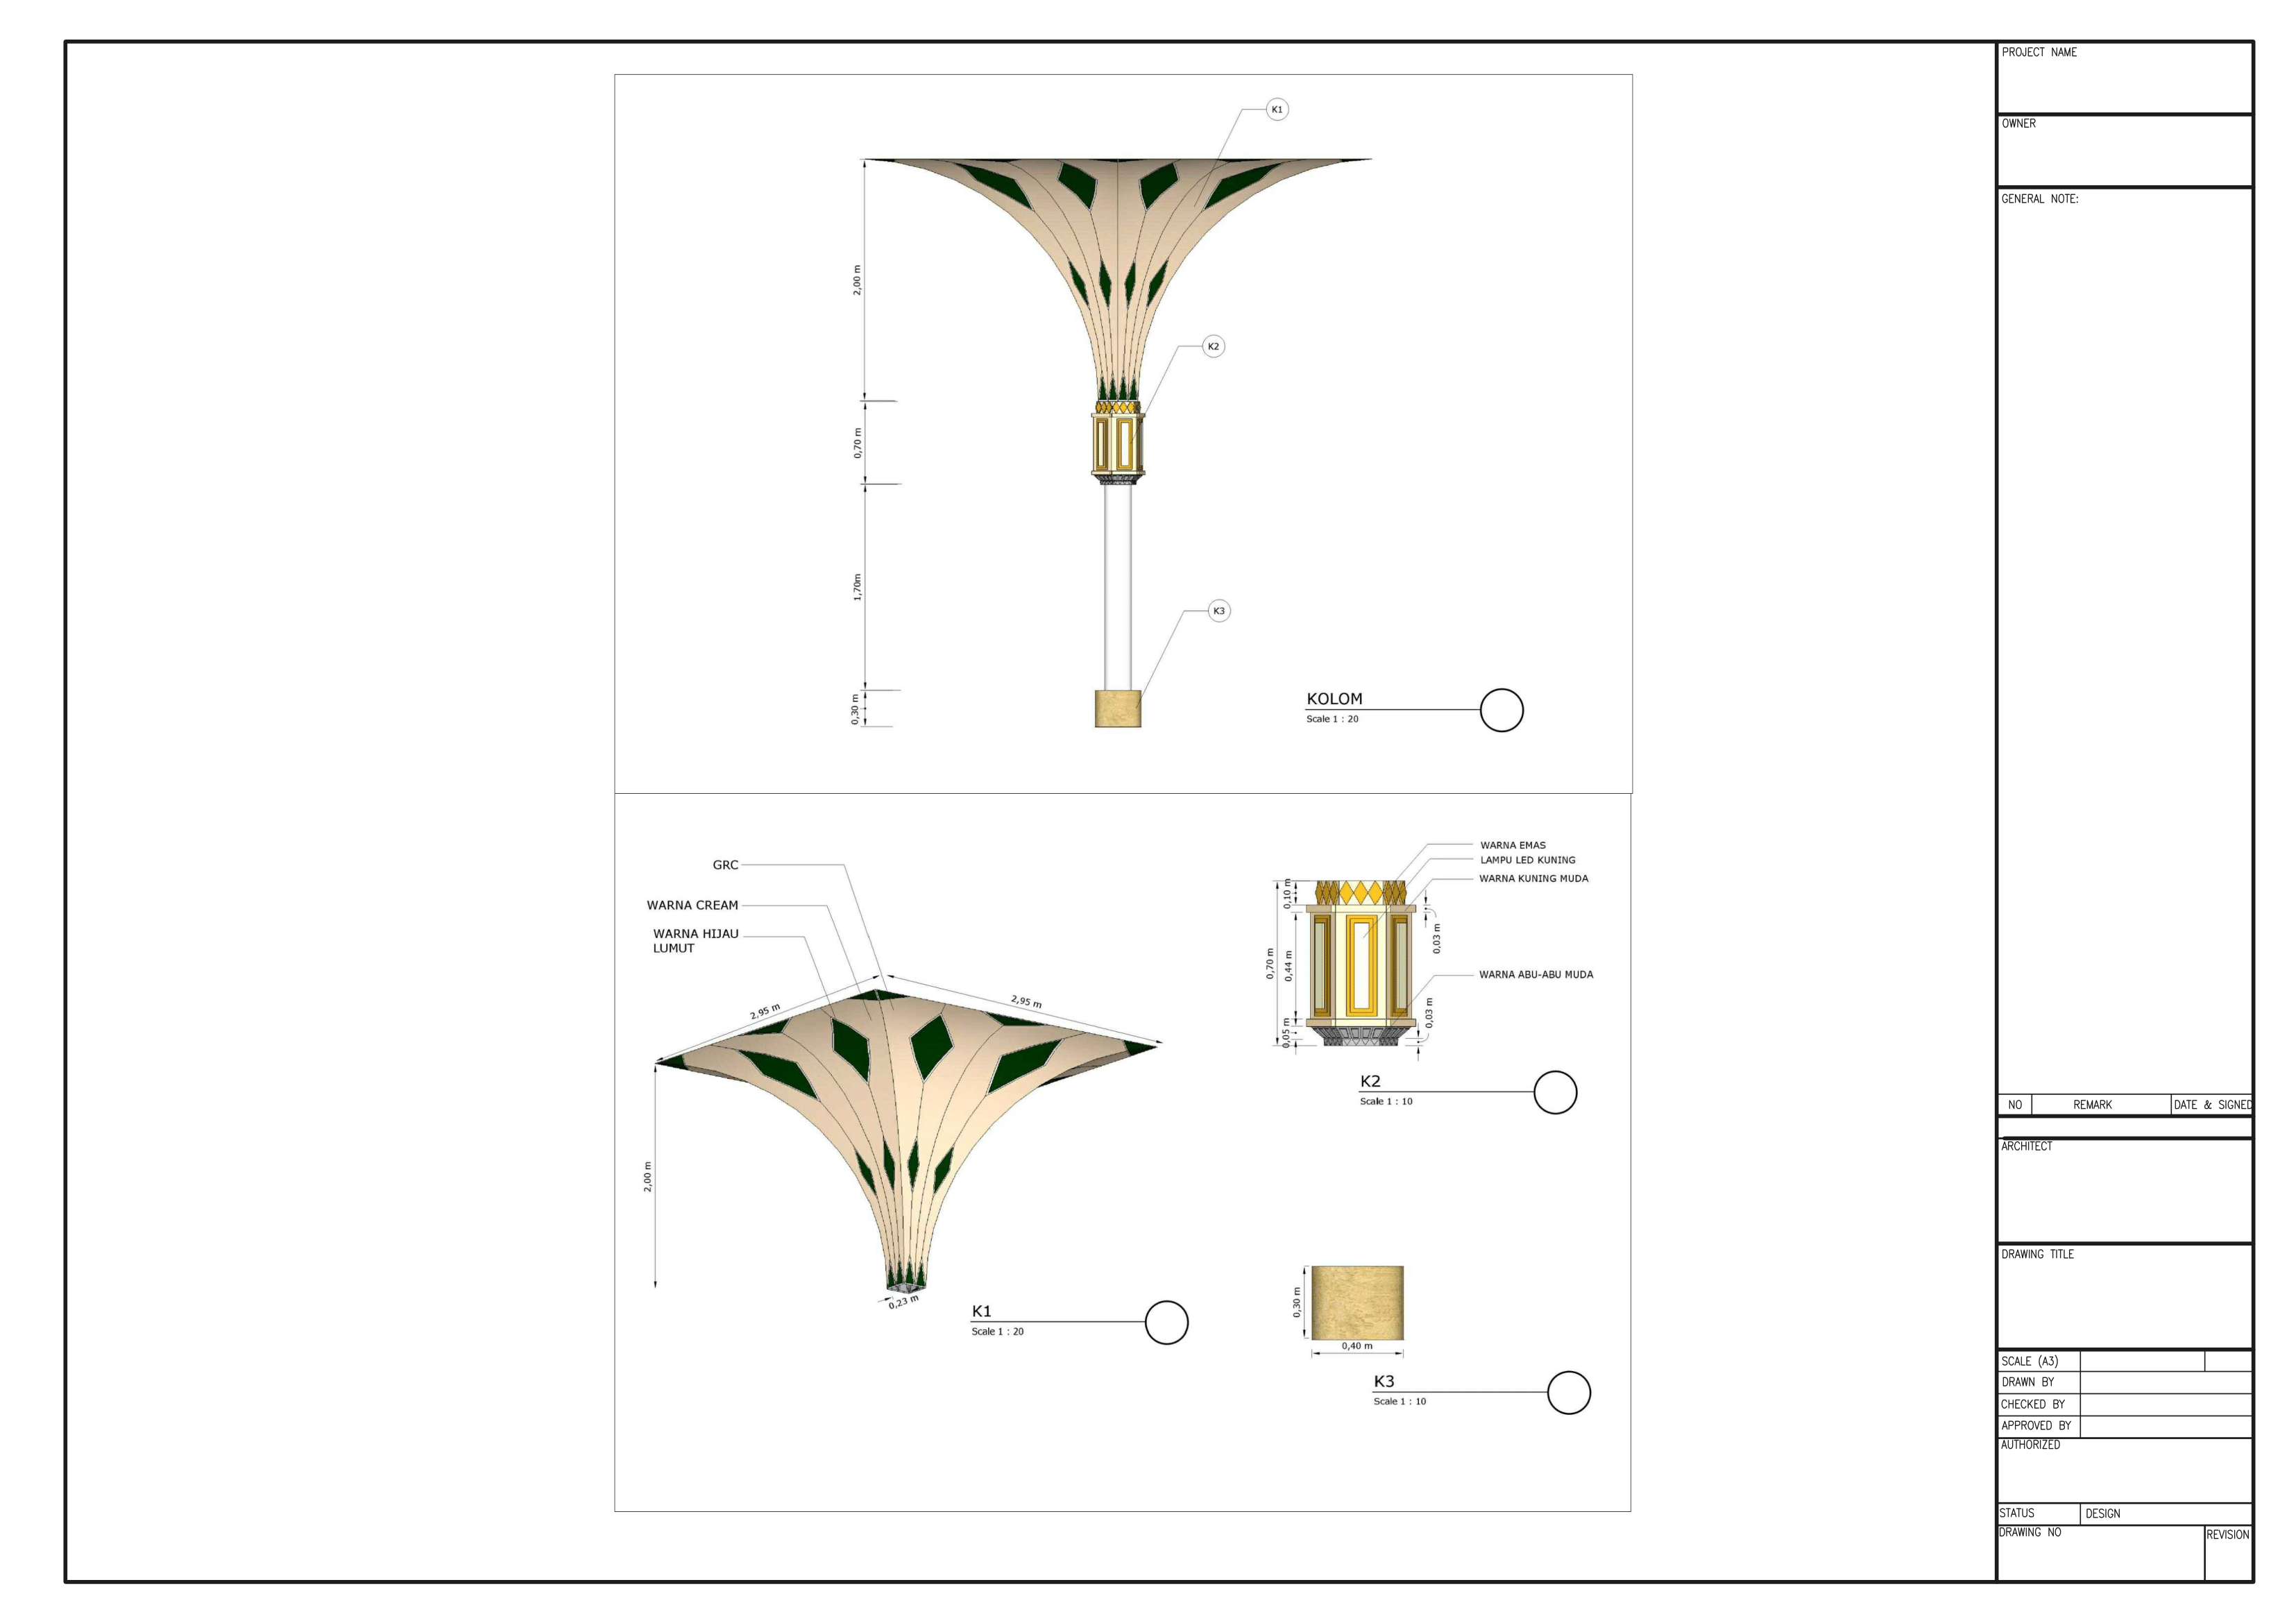 K1
K2
K3
2,00 m
0,70 m
1,70m
0,30 m
KOLOM
Scale 1 : 20
GRC
WARNA CREAM
WARNA HIJAU
LUMUT
2,95 m
2,95 m
2,00 m
0,23 m
K1
Scale 1 : 20
WARNA EMAS
LAMPU LED KUNING
WARNA KUNING MUDA
WARNA ABU-ABU MUDA
0,10 m
0,70 m
0,44 m
0,05 m
0,03 m
0,03 m
K2
Scale 1 : 10
0,30 m
0,40 m
K3
Scale 1 : 10
PROJECT NAME
OWNER
GENERAL NOTE:
NO REMARK DATE & SIGNED
ARCHITECT
DRAWING TITLE
SCALE (A3)
DRAWN BY
CHECKED BY
APPROVED BY
AUTHORIZED
STATUS DESIGN
DRAWING NO REVISION